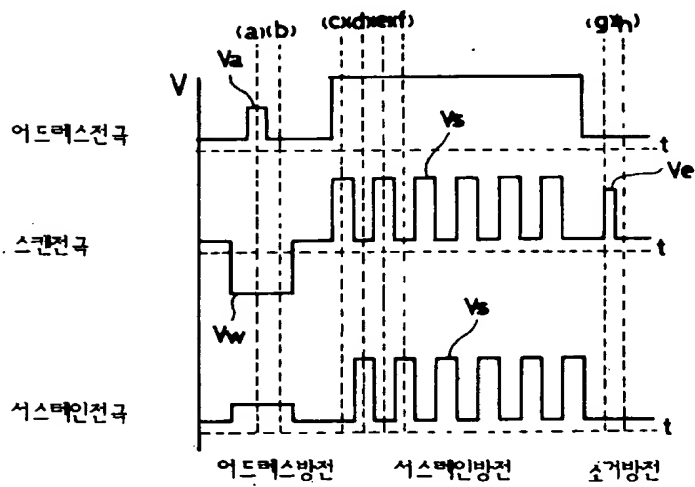 (a)(b) (c)(d)(e)(f) (g)(h)
Va
V
어드레스전극
t
Vs
Ve
스캔전극
t
Vw
Vs
서스테인전극
t
어드레스방전 서스테인방전 소거방전